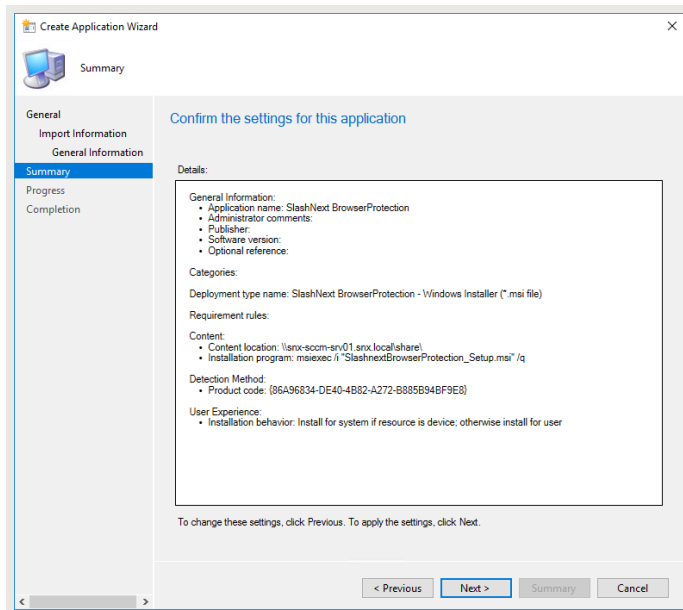 Create Application Wizard
Summary
General
Import Information
General Information
Summary
Progress
Completion
Confirm the settings for this application
Details:
General Information:
• Application name: SlashNext BrowserProtection
• Administrator comments:
• Publisher:
• Software version:
• Optional reference:
Categories:
Deployment type name: SlashNext BrowserProtection - Windows Installer (*.msi file)
Requirement rules:
Content:
• Content location: \\snx-sccm-srv01.snx.local\share\
• Installation program: msiexec /i "SlashnextBrowserProtection_Setup.msi" /q
Detection Method:
• Product code: {86A96834-DE40-4B82-A272-B885B94BF9E8}
User Experience:
• Installation behavior: Install for system if resource is device; otherwise install for user
To change these settings, click Previous. To apply the settings, click Next.
< Previous
Next >
Summary
Cancel